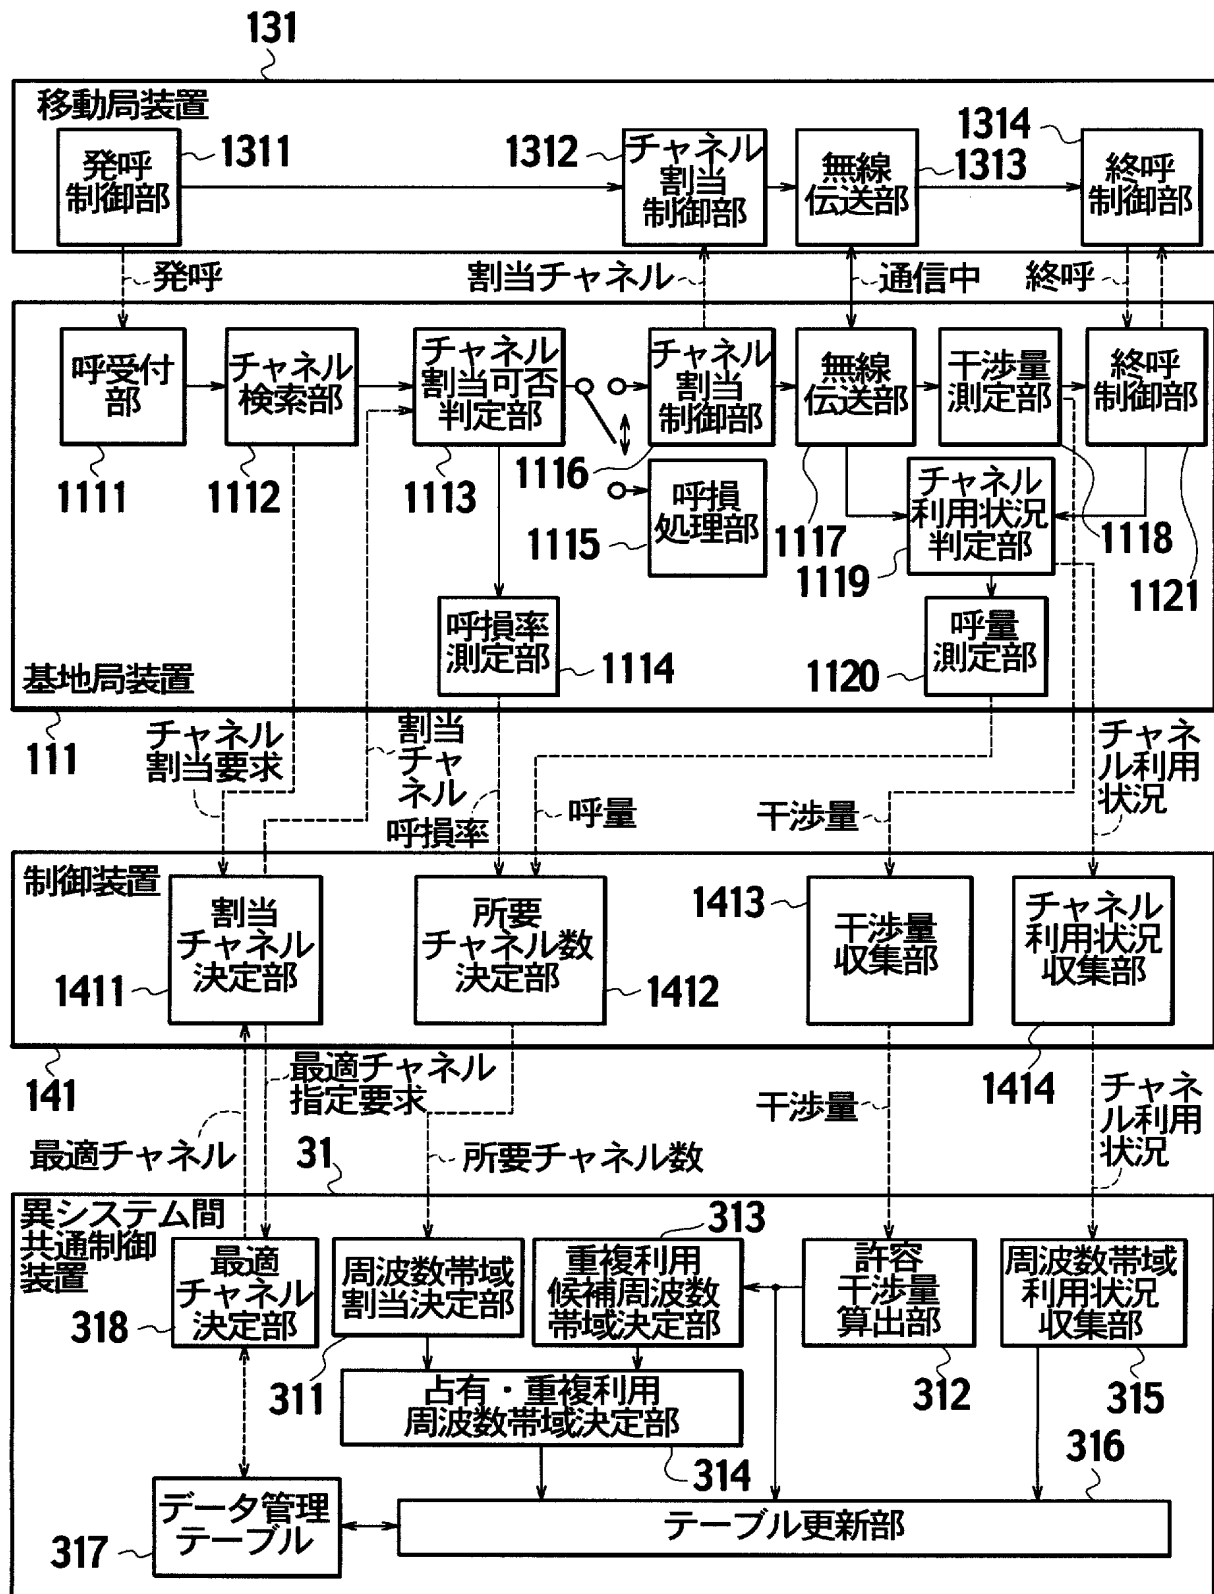 131
移動局装置
発呼
制御部
1311
1312
チャネル
割当
制御部
無線
伝送部
1313
1314
終呼
制御部
発呼
割当チャネル
通信中
終呼
呼受付
部
1111
チャネル
検索部
1112
チャネル
割当可否
判定部
1113
チャネル
割当
制御部
1116
呼損
処理部
1115
無線
伝送部
1117
干渉量
測定部
1118
終呼
制御部
1121
チャネル
利用状況
判定部
1119
呼損率
測定部
1114
呼量
測定部
1120
基地局装置
111
チャネル
割当要求
割当
チャ
ネル
呼損率
呼量
干渉量
チャネ
ル利用
状況
制御装置
割当
チャネル
決定部
1411
所要
チャネル数
決定部
1412
1413
干渉量
収集部
チャネル
利用状況
収集部
1414
141
最適チャネル
最適チャネル
指定要求
31
所要チャネル数
干渉量
チャネ
ル利用
状況
異システム間
共通制御
装置
最適
チャネル
決定部
318
周波数帯域
割当決定部
311
313
重複利用
候補周波数
帯域決定部
許容
干渉量
算出部
312
周波数帯域
利用状況
収集部
315
占有・重複利用
周波数帯域決定部
314
316
データ管理
テーブル
317
テーブル更新部